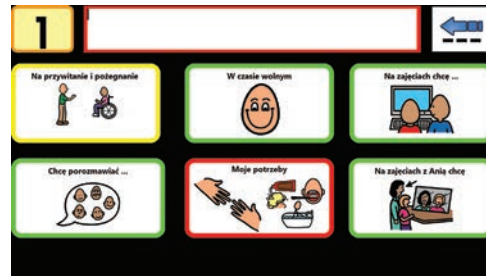 1
Na przywitanie i pożegnanie
W czasie wolnym
Na zajęciach chcę ...
Chcę porozmawiać ...
Moje potrzeby
Na zajęciach z Anią chcę